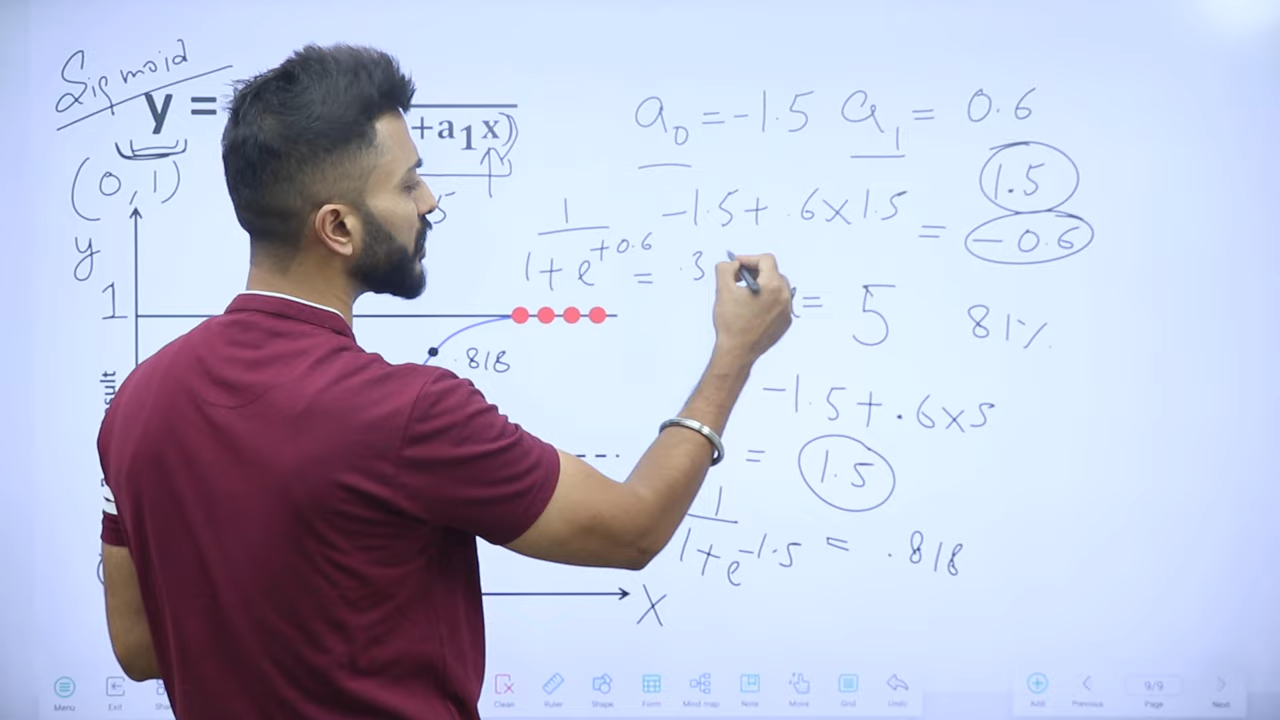 Sigmoid
y =
+a₁x)
a₀ = -1.5 a₁ = 0.6
(0, 1)
1.5
5
-1.5 + .6 x 1.5 = -0.6
1
1 + e^+0.6 = .3
y
1
x = 5 81%
.818
-1.5 + .6 x 5
= 1.5
1
1 + e^-1.5 = .818
X
Menu Exit Clean Ruler Shape Form Mind map Note Move Grid Undo Add Previous Page Next
9/9